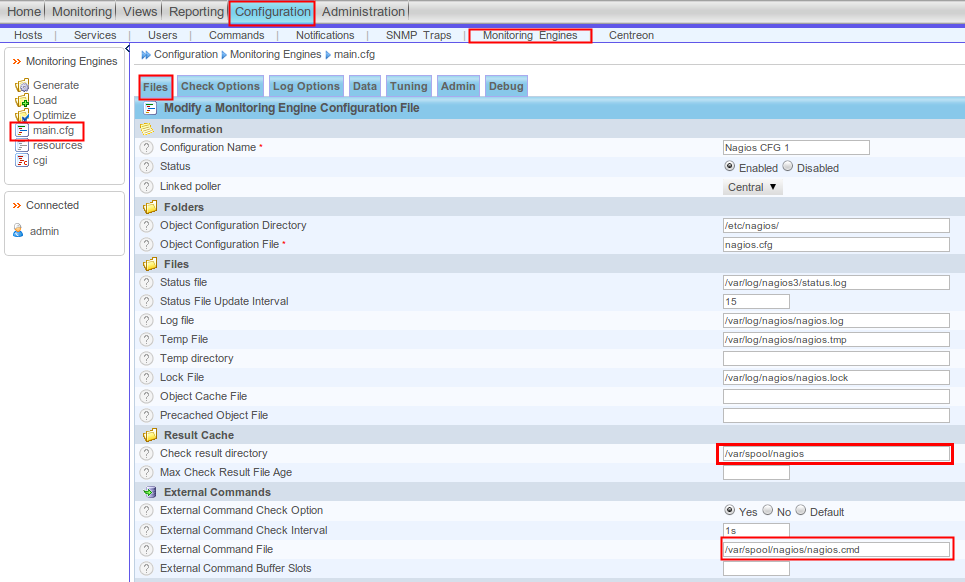 Home Monitoring Views Reporting Configuration Administration
Hosts Services Users Commands Notifications SNMP Traps Monitoring Engines Centreon
Monitoring Engines
Generate
Load
Optimize
main.cfg
resources
cgi
Connected
admin
Configuration Monitoring Engines main.cfg
Files Check Options Log Options Data Tuning Admin Debug
Modify a Monitoring Engine Configuration File
Information
? Configuration Name * Nagios CFG 1
? Status Enabled Disabled
? Linked poller Central ▼
Folders
? Object Configuration Directory /etc/nagios/
? Object Configuration File * nagios.cfg
Files
? Status file /var/log/nagios3/status.log
? Status File Update Interval 15
? Log file /var/log/nagios/nagios.log
? Temp File /var/log/nagios/nagios.tmp
? Temp directory
? Lock File /var/log/nagios/nagios.lock
? Object Cache File
? Precached Object File
Result Cache
? Check result directory /var/spool/nagios
? Max Check Result File Age
External Commands
? External Command Check Option Yes No Default
? External Command Check Interval 1s
? External Command File /var/spool/nagios/nagios.cmd
? External Command Buffer Slots